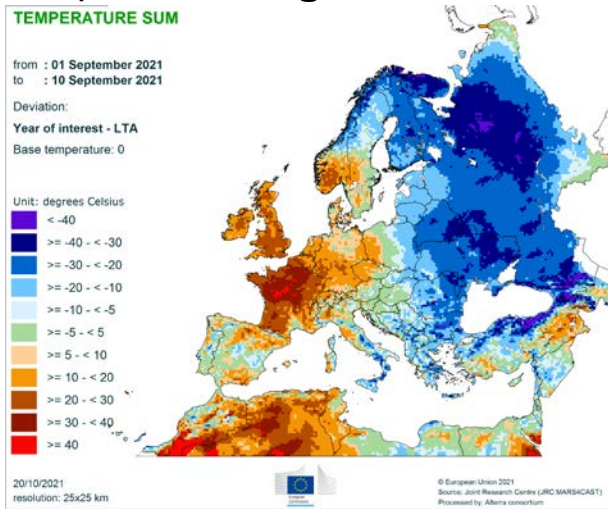 TEMPERATURE SUM
from : 01 September 2021
to : 10 September 2021
Deviation:
Year of interest - LTA
Base temperature: 0
Unit: degrees Celsius
< -40
>= -40 - < -30
>= -30 - < -20
>= -20 - < -10
>= -10 - < -5
>= -5 - < 5
>= 5 - < 10
>= 10 - < 20
>= 20 - < 30
>= 30 - < 40
>= 40
20/10/2021
resolution: 25x25 km
© European Union 2021
Source: Joint Research Centre (JRC MARS4CAST)
Processed by: Alterra consortium